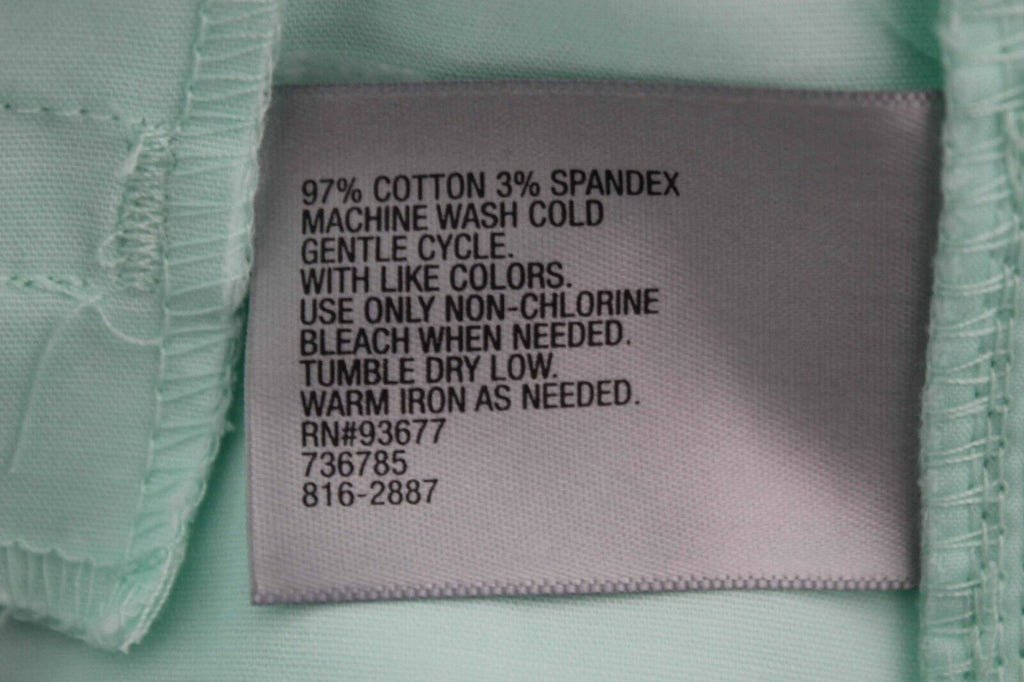 97% COTTON 3% SPANDEX
MACHINE WASH COLD
GENTLE CYCLE.
WITH LIKE COLORS.
USE ONLY NON-CHLORINE
BLEACH WHEN NEEDED.
TUMBLE DRY LOW.
WARM IRON AS NEEDED.
RN#93677
736785
816-2887